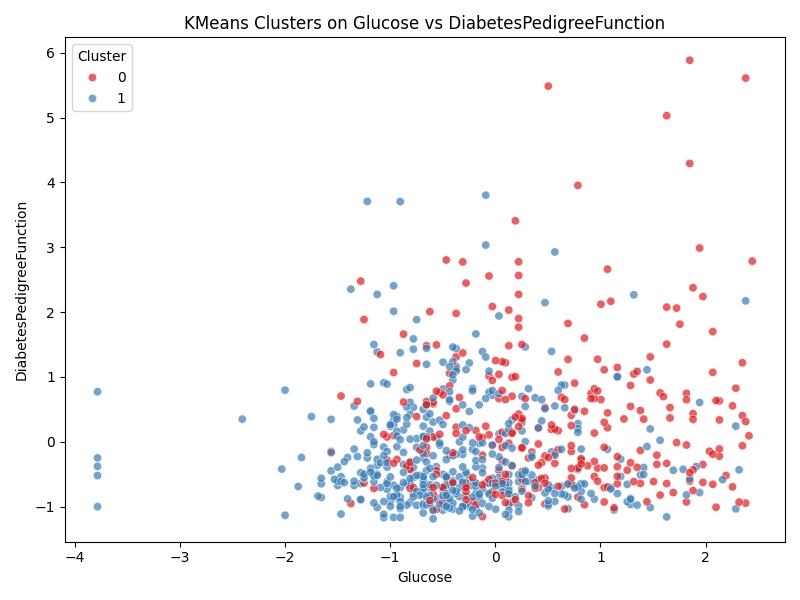 KMeans Clusters on Glucose vs DiabetesPedigreeFunction
Cluster
0
1
6
5
4
3
2
1
0
−1
DiabetesPedigreeFunction
−4 −3 −2 −1 0 1 2
Glucose